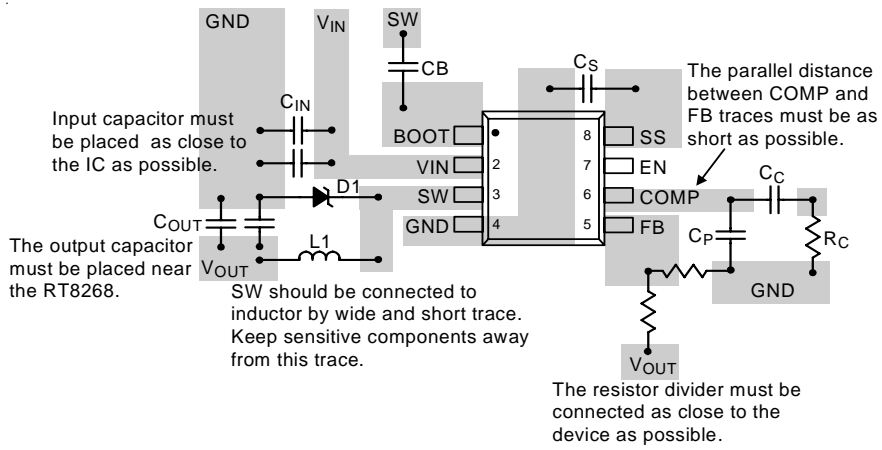 GND
VIN
SW
CB
CS
The parallel distance
between COMP and
FB traces must be as
short as possible.
Input capacitor must
be placed as close to
the IC as possible.
CIN
BOOT
VIN
SW
GND
2
3
4
8
7
6
5
SS
EN
COMP
FB
D1
COUT
L1
VOUT
The output capacitor
must be placed near
the RT8268.
CC
CP
RC
GND
SW should be connected to
inductor by wide and short trace.
Keep sensitive components away
from this trace.
VOUT
The resistor divider must be
connected as close to the
device as possible.